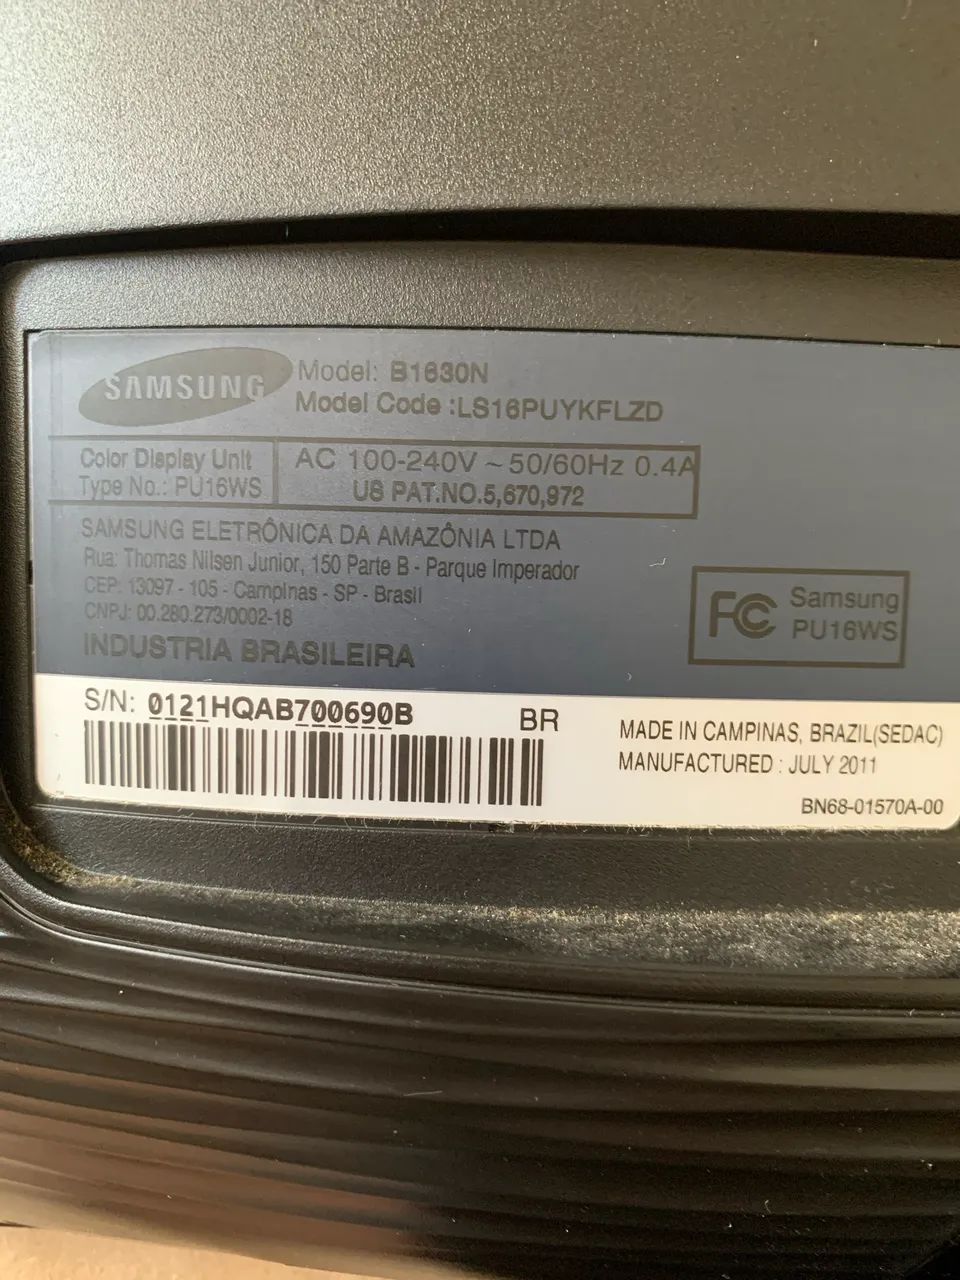 SAMSUNG
Model: B1630N
Model Code :LS16PUYKFLZD
Color Display Unit
Type No.: PU16WS
AC 100-240V ~ 50/60Hz 0.4A
US PAT.NO.5,670,972
SAMSUNG ELETRÔNICA DA AMAZÔNIA LTDA
Rua: Thomas Nilsen Junior, 150 Parte B - Parque Imperador
CEP: 13097 - 105 - Campinas - SP - Brasil
CNPJ: 00.280.273/0002-18
INDUSTRIA BRASILEIRA
FC Samsung
PU16WS
S/N: 0121HQAB700690B
BR
MADE IN CAMPINAS, BRAZIL(SEDAC)
MANUFACTURED : JULY 2011
BN68-01570A-00